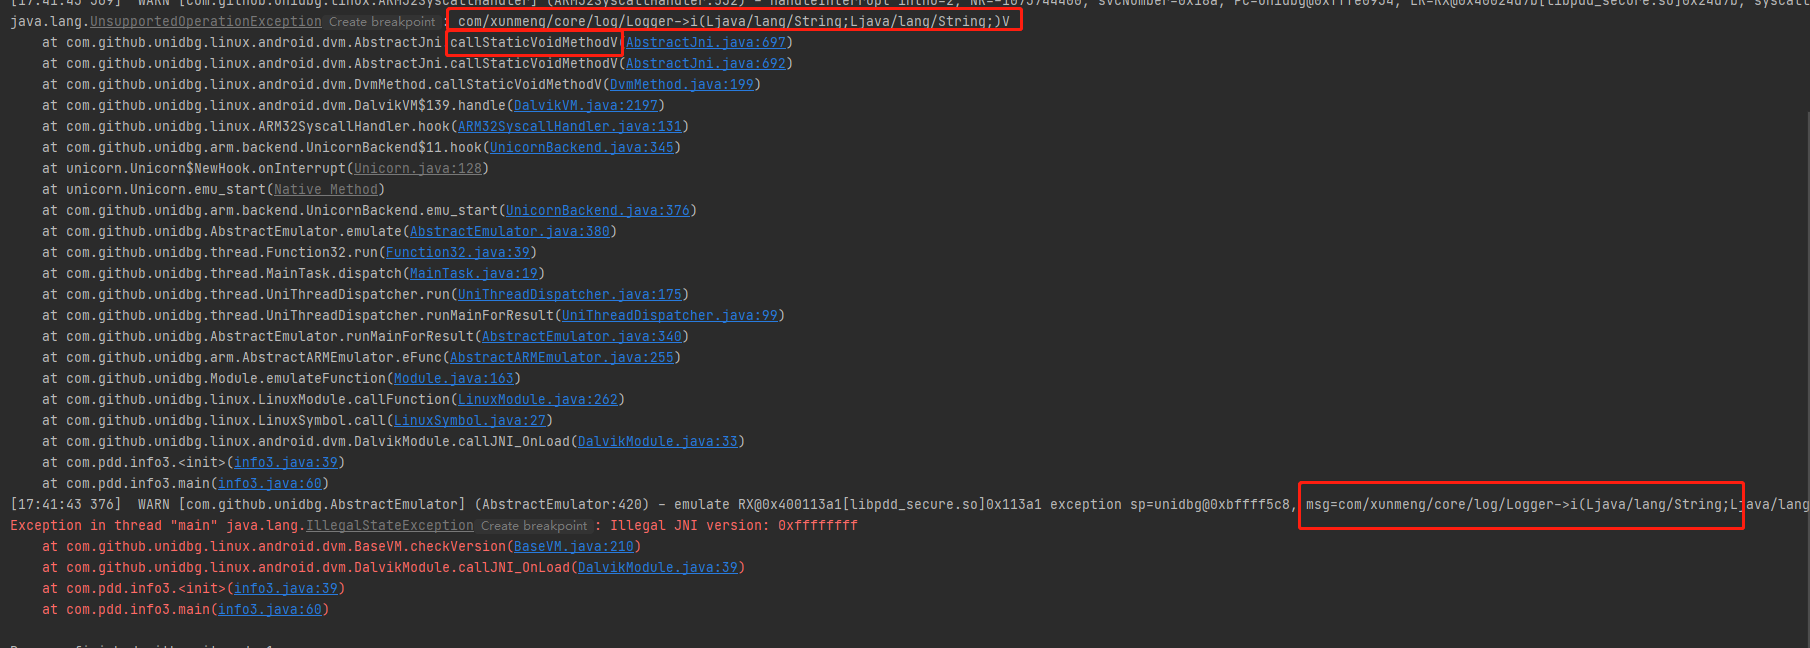 [17:41:43 369]  WARN [com.github.unidbg.linux.ARM32SyscallHandler] (ARM32SyscallHandler:532) - handleInterrupt intno=2, NR=-1073744400, svcNumber=0x18a, PC=unidbg@0xfffe0954, LR=RX@0x40024d7b[libpdd_secure.so]0x24d7b, syscall
java.lang.UnsupportedOperationException Create breakpoint : com/xunmeng/core/log/Logger->i(Ljava/lang/String;Ljava/lang/String;)V
    at com.github.unidbg.linux.android.dvm.AbstractJni.callStaticVoidMethodV(AbstractJni.java:697)
    at com.github.unidbg.linux.android.dvm.AbstractJni.callStaticVoidMethodV(AbstractJni.java:692)
    at com.github.unidbg.linux.android.dvm.DvmMethod.callStaticVoidMethodV(DvmMethod.java:199)
    at com.github.unidbg.linux.android.dvm.DalvikVM$139.handle(DalvikVM.java:2197)
    at com.github.unidbg.linux.ARM32SyscallHandler.hook(ARM32SyscallHandler.java:131)
    at com.github.unidbg.arm.backend.UnicornBackend$11.hook(UnicornBackend.java:345)
    at unicorn.Unicorn$NewHook.onInterrupt(Unicorn.java:128)
    at unicorn.Unicorn.emu_start(Native Method)
    at com.github.unidbg.arm.backend.UnicornBackend.emu_start(UnicornBackend.java:376)
    at com.github.unidbg.AbstractEmulator.emulate(AbstractEmulator.java:380)
    at com.github.unidbg.thread.Function32.run(Function32.java:39)
    at com.github.unidbg.thread.MainTask.dispatch(MainTask.java:19)
    at com.github.unidbg.thread.UniThreadDispatcher.run(UniThreadDispatcher.java:175)
    at com.github.unidbg.thread.UniThreadDispatcher.runMainForResult(UniThreadDispatcher.java:99)
    at com.github.unidbg.AbstractEmulator.runMainForResult(AbstractEmulator.java:340)
    at com.github.unidbg.arm.AbstractARMEmulator.eFunc(AbstractARMEmulator.java:255)
    at com.github.unidbg.Module.emulateFunction(Module.java:163)
    at com.github.unidbg.linux.LinuxModule.callFunction(LinuxModule.java:262)
    at com.github.unidbg.linux.LinuxSymbol.call(LinuxSymbol.java:27)
    at com.github.unidbg.linux.android.dvm.DalvikModule.callJNI_OnLoad(DalvikModule.java:33)
    at com.pdd.info3.<init>(info3.java:39)
    at com.pdd.info3.main(info3.java:60)
[17:41:43 376]  WARN [com.github.unidbg.AbstractEmulator] (AbstractEmulator:420) - emulate RX@0x400113a1[libpdd_secure.so]0x113a1 exception sp=unidbg@0xbffff5c8, msg=com/xunmeng/core/log/Logger->i(Ljava/lang/String;Ljava/lang
Exception in thread "main" java.lang.IllegalStateException Create breakpoint : Illegal JNI version: 0xffffffff
    at com.github.unidbg.linux.android.dvm.BaseVM.checkVersion(BaseVM.java:210)
    at com.github.unidbg.linux.android.dvm.DalvikModule.callJNI_OnLoad(DalvikModule.java:39)
    at com.pdd.info3.<init>(info3.java:39)
    at com.pdd.info3.main(info3.java:60)